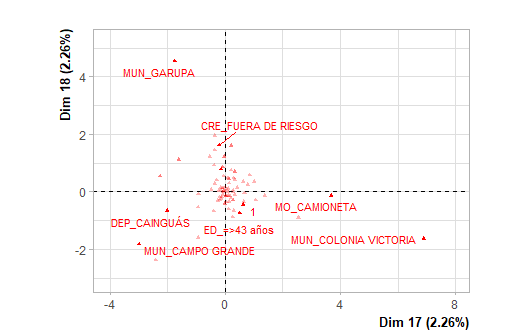 Dim 18 (2.26%)
4
2
0
-2
MUN_GARUPA
CRE_FUERA DE RIESGO
MO_CAMIONETA
DEP_CAINGUÁS
1
ED_=>43 años
MUN_COLONIA VICTORIA
MUN_CAMPO GRANDE
-4
0
4
8
Dim 17 (2.26%)